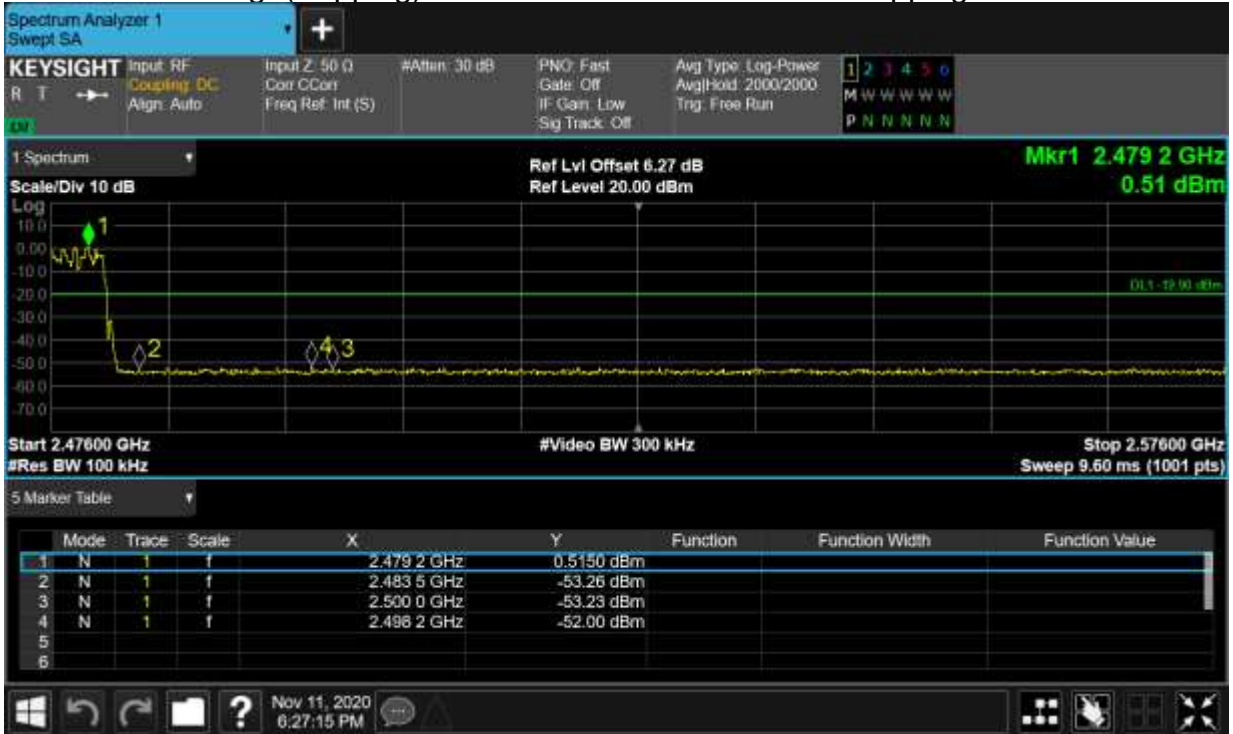 Spectrum Analyzer 1
Swept SA
+
KEYSIGHT Input: RF Input Z: 50 Ω #Atten: 30 dB PNO: Fast Avg Type: Log-Power 1 2 3 4 5 6
R T Coupling: DC Corr CCorr Gate: Off Avg|Hold: 2000/2000 M W W W W W
Align: Auto Freq Ref: Int (S) IF Gain: Low Trig: Free Run P N N N N N
Sig Track: Off
1 Spectrum Ref Lvl Offset 6.27 dB Mkr1 2.479 2 GHz
Scale/Div 10 dB Ref Level 20.00 dBm 0.51 dBm
Log
10.0 1
0.00
-10.0
DL1 -19.90 dBm
-20.0
-30.0
-40.0
2 4 3
-50.0
-60.0
-70.0
Start 2.47600 GHz #Video BW 300 kHz Stop 2.57600 GHz
#Res BW 100 kHz Sweep 9.60 ms (1001 pts)
5 Marker Table
Mode Trace Scale X Y Function Function Width Function Value
1 N 1 f 2.479 2 GHz 0.5150 dBm
2 N 1 f 2.483 5 GHz -53.26 dBm
3 N 1 f 2.500 0 GHz -53.23 dBm
4 N 1 f 2.498 2 GHz -52.00 dBm
5
6
? Nov 11, 2020
6:27:15 PM